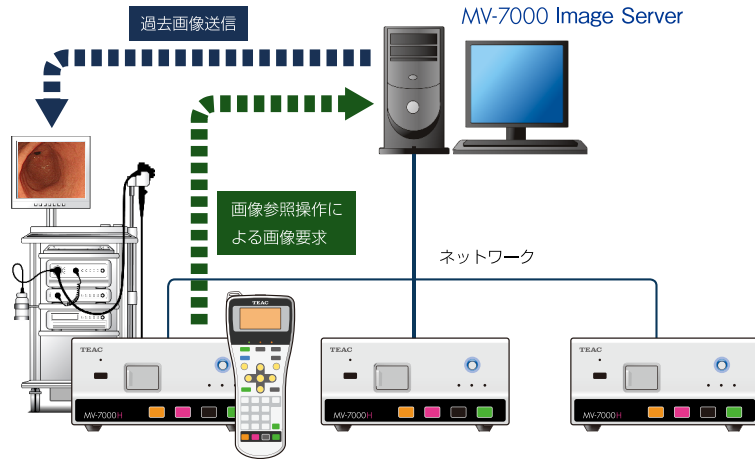 MV-7000 Image Server
過去画像送信
画像参照操作に
よる画像要求
ネットワーク
TEAC
TEAC
TEAC
TEAC
MV-7000H
MV-7000H
MV-7000H